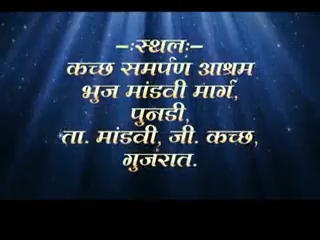 -ःस्थलः-
कच्छ समर्पण आश्रम
भुज मांडवी मार्ग,
पुनडी,
ता. मांडवी, जी. कच्छ,
गुजरात.